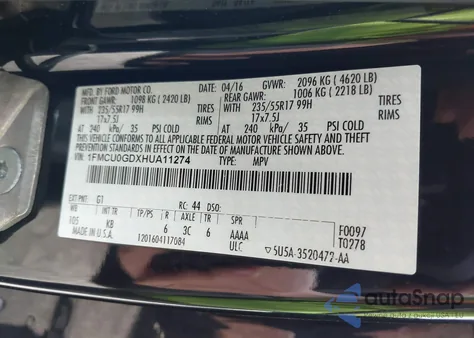 MFD. BY FORD MOTOR CO. DATE: 04/16 GVWR: 2096 KG (4620 LB)
FRONT GAWR: 1098 KG (2420 LB) REAR GAWR: 1006 KG (2218 LB)
235/55R17 99H TIRES 235/55R17 99H TIRES
17x7.5J RIMS 17x7.5J RIMS
AT 240 kPa/ 35 PSI COLD AT 240 kPa/ 35 PSI COLD
THIS VEHICLE CONFORMS TO ALL APPLICABLE FEDERAL MOTOR VEHICLE SAFETY
AND THEFT PREVENTION STANDARDS IN EFFECT ON THE DATE OF MANUFACTURE SHOWN ABOVE.
VIN: 1FMCU0GDXHUA11274 TYPE: MPV
EXT PNT: G1 RC: 44 DSO:
WB INT TR TP/PS R AXLE TR SPR F0097
105 KB 6 3C 6 AAAA T0278
MADE IN U.S.A. ULC
1201604117084 5U5A-3520472-AA
autoSnap